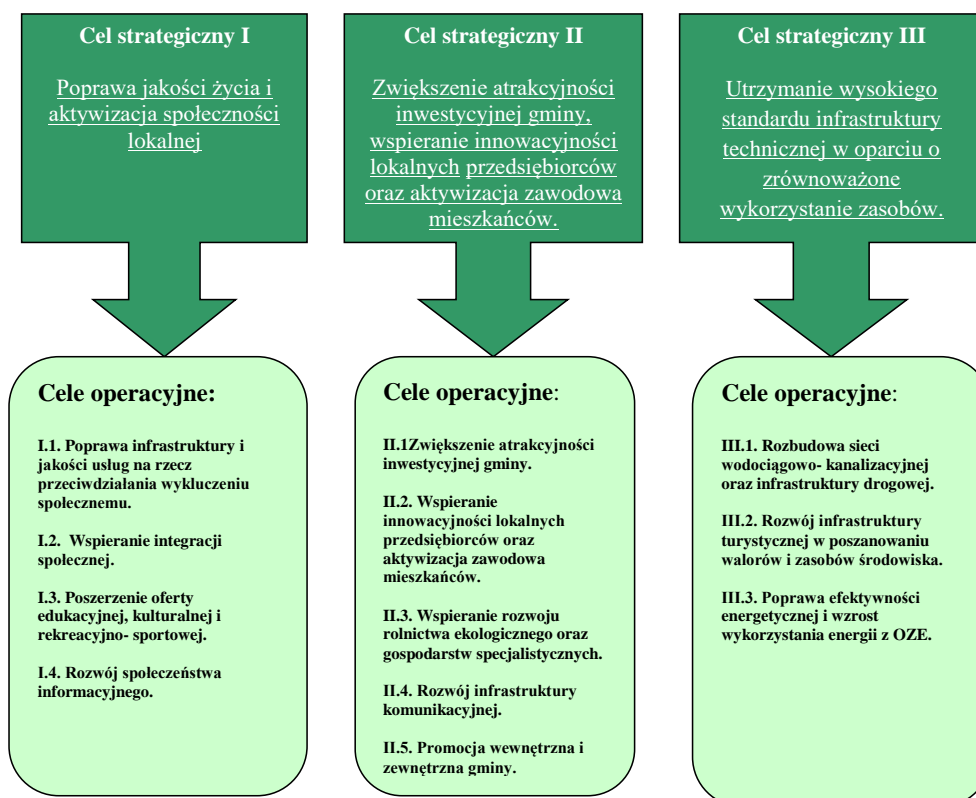 Cel strategiczny I
Poprawa jakości życia i
aktywizacja społeczności
lokalnej
Cele operacyjne:
I.1. Poprawa infrastruktury i
jakości usług na rzecz
przeciwdziałania wykluczeniu
społecznemu.
I.2. Wspieranie integracji
społecznej.
I.3. Poszerzenie oferty
edukacyjnej, kulturalnej i
rekreacyjno- sportowej.
I.4. Rozwój społeczeństwa
informacyjnego.
Cel strategiczny II
Zwiększenie atrakcyjności
inwestycyjnej gminy,
wspieranie innowacyjności
lokalnych przedsiębiorców
oraz aktywizacja zawodowa
mieszkańców.
Cele operacyjne:
II.1Zwiększenie atrakcyjności
inwestycyjnej gminy.
II.2. Wspieranie
innowacyjności lokalnych
przedsiębiorców oraz
aktywizacja zawodowa
mieszkańców.
II.3. Wspieranie rozwoju
rolnictwa ekologicznego oraz
gospodarstw specjalistycznych.
II.4. Rozwój infrastruktury
komunikacyjnej.
II.5. Promocja wewnętrzna i
zewnętrzna gminy.
Cel strategiczny III
Utrzymanie wysokiego
standardu infrastruktury
technicznej w oparciu o
zrównoważone
wykorzystanie zasobów.
Cele operacyjne:
III.1. Rozbudowa sieci
wodociągowo- kanalizacyjnej
oraz infrastruktury drogowej.
III.2. Rozwój infrastruktury
turystycznej w poszanowaniu
walorów i zasobów środowiska.
III.3. Poprawa efektywności
energetycznej i wzrost
wykorzystania energii z OZE.